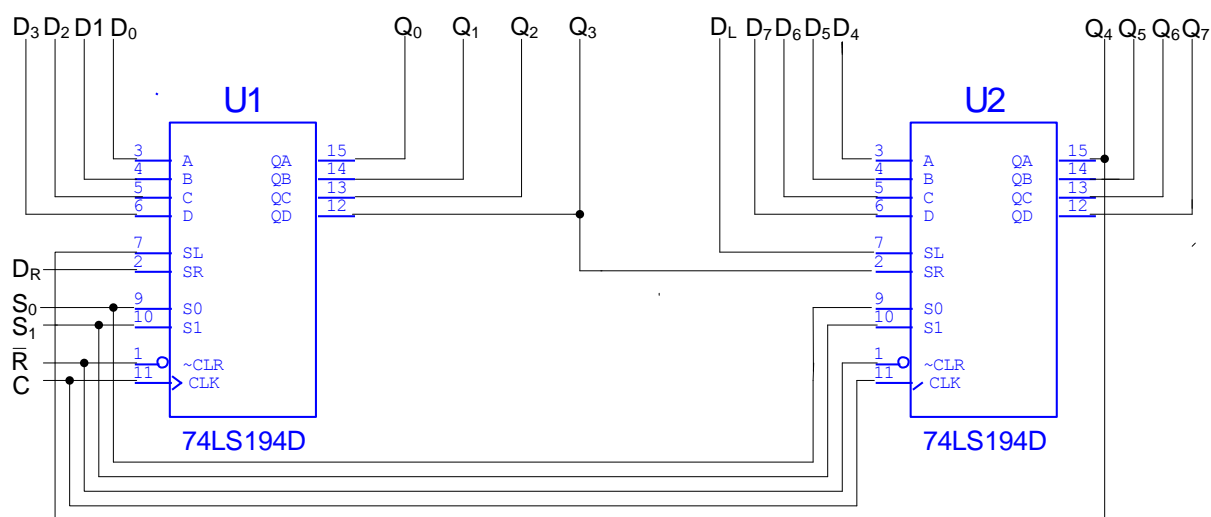 D₃ D₂ D1 D₀ Q₀ Q₁ Q₂ Q₃ D_L D₇ D₆ D₅ D₄ Q₄ Q₅ Q₆ Q₇
U1 U2
3 A QA 15 3 A QA 15
4 B QB 14 4 B QB 14
5 C QC 13 5 C QC 13
6 D QD 12 6 D QD 12
7 SL 7 SL
D_R 2 SR 2 SR
S₀ 9 S0 9 S0
S₁ 10 S1 10 S1
R̅ 1 ~CLR 1 ~CLR
C 11 CLK 11 CLK
74LS194D 74LS194D